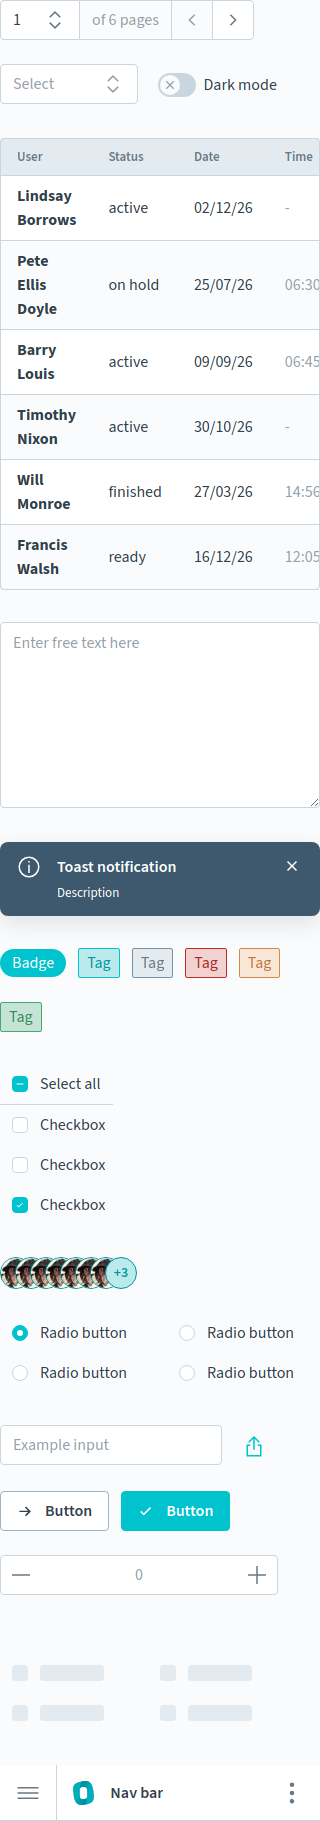 1 of 6 pages
Select Dark mode
User Status Date Time
Lindsay
Borrows active 02/12/26 -
Pete
Ellis
Doyle on hold 25/07/26 06:30
Barry
Louis active 09/09/26 06:45
Timothy
Nixon active 30/10/26 -
Will
Monroe finished 27/03/26 14:56
Francis
Walsh ready 16/12/26 12:05
Enter free text here
Toast notification
Description
Badge Tag Tag Tag Tag
Tag
Select all
Checkbox
Checkbox
Checkbox
+3
Radio button Radio button
Radio button Radio button
Example input
Button Button
0
Nav bar